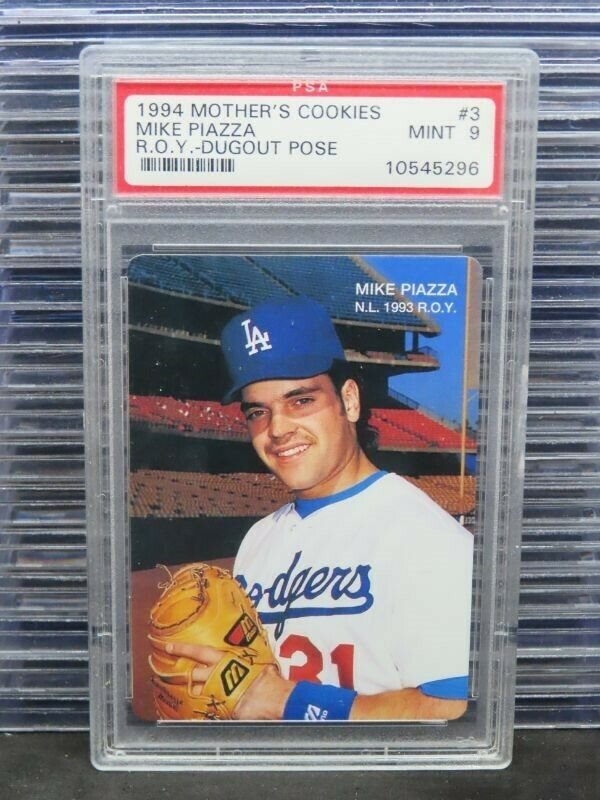 PSA
1994 MOTHER'S COOKIES #3
MIKE PIAZZA MINT 9
R.O.Y.-DUGOUT POSE
10545296
MIKE PIAZZA
N.L. 1993 R.O.Y.
LA
Dodgers
31